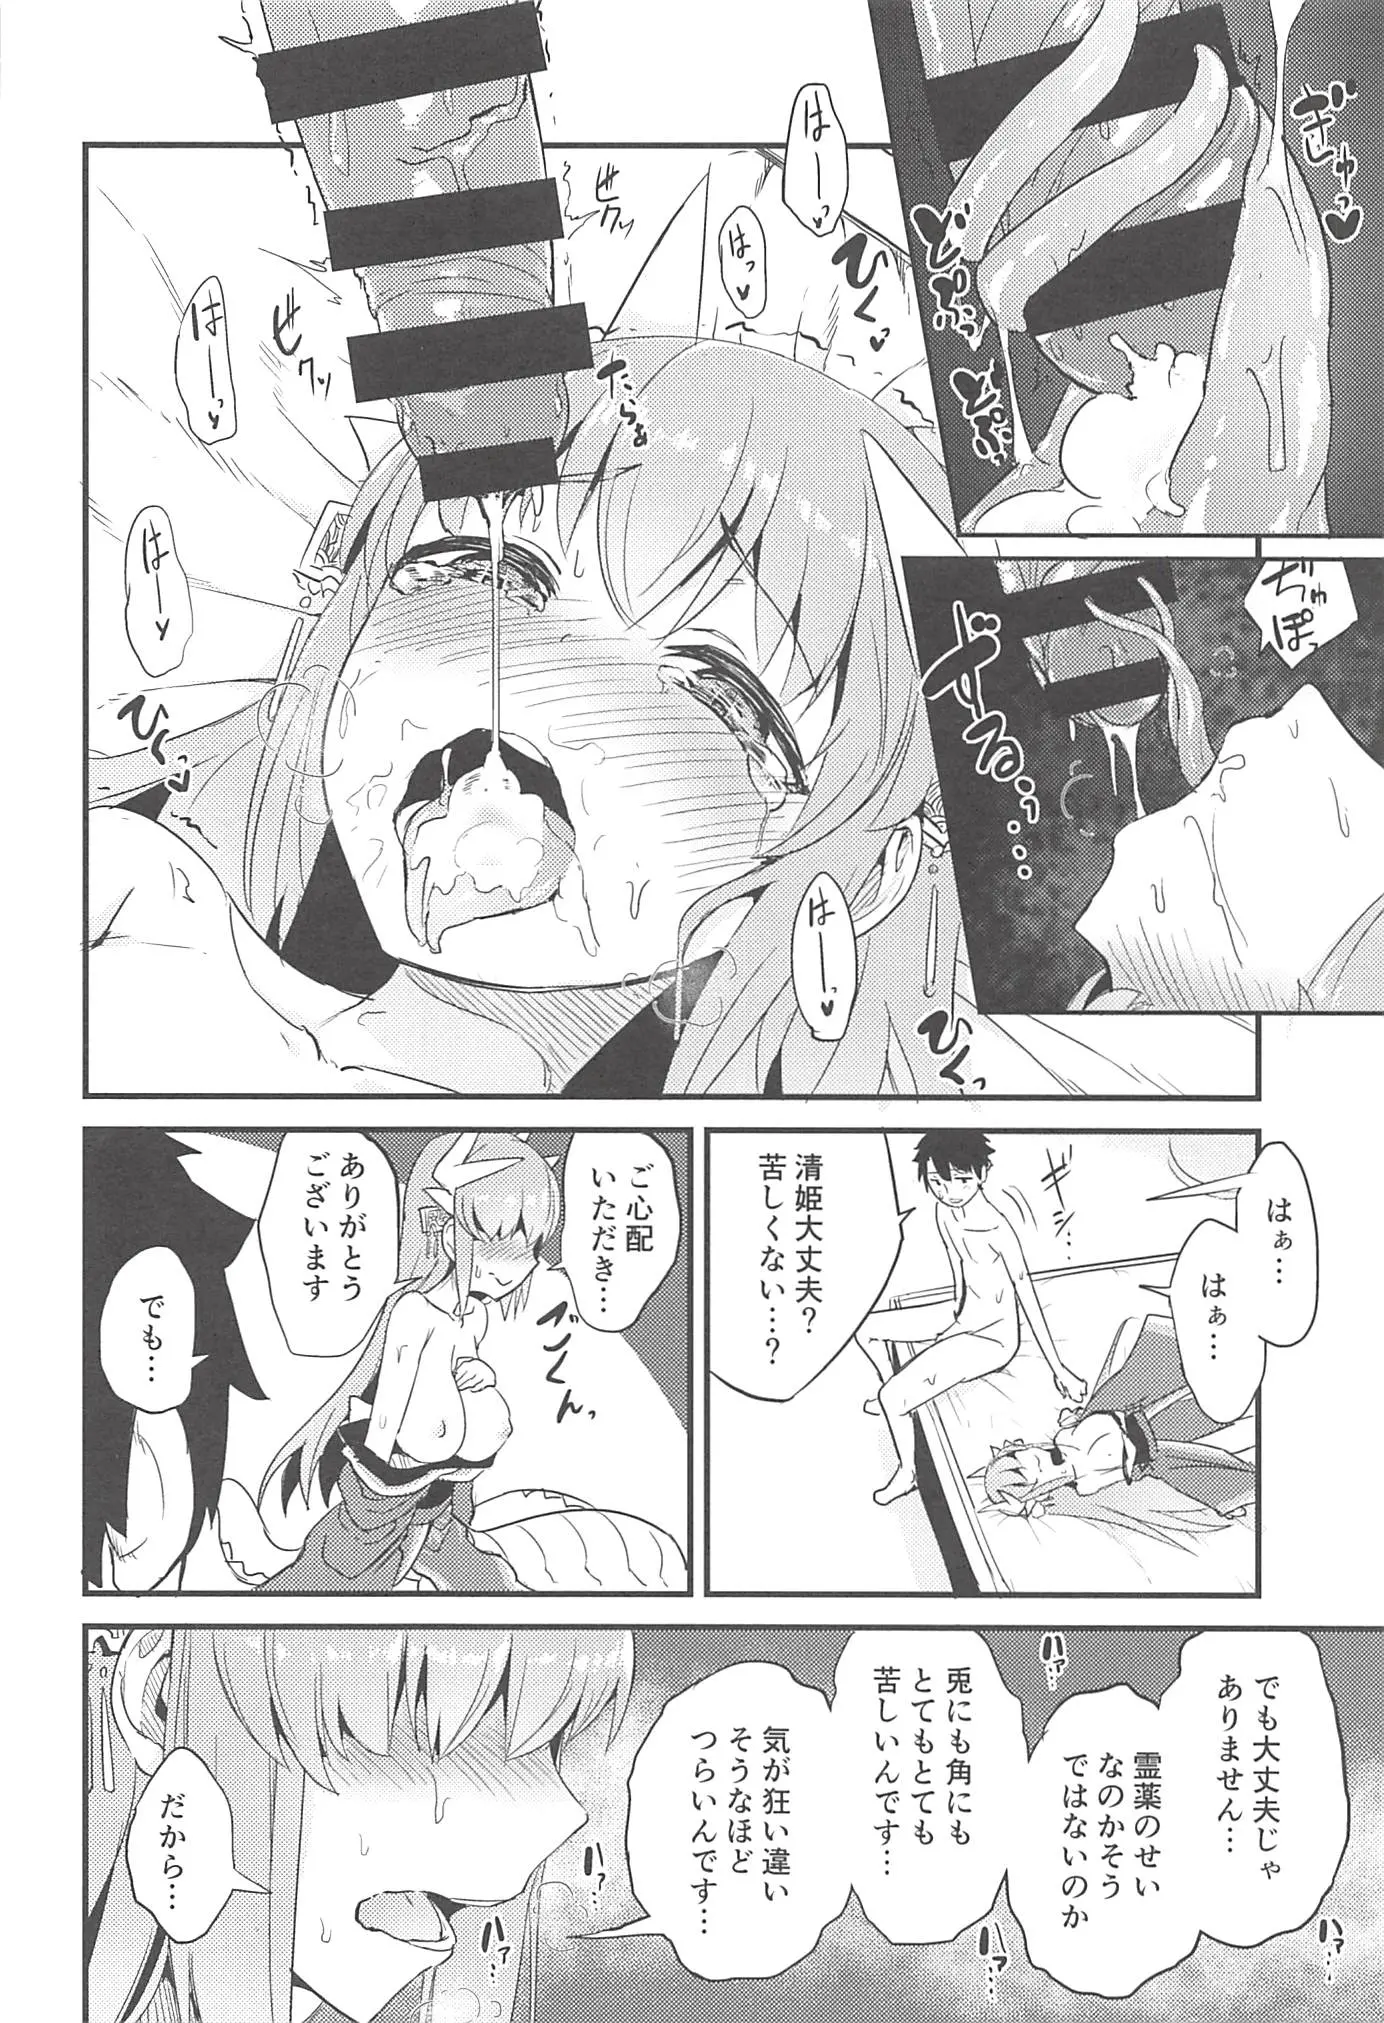 ぎゅっ♥
どぷっ
どぷっ
ぢゅぽっ
ずるっっ…
はーっ♥
はっ♥
ひくっ♥
ビクッ
たらぁ
ビクッ
はーっ
はーっ
ひくっ♥
はーっ♥
ひくっ
はぁ…
はぁ…
清姫大丈夫？
苦しくない…？
ご心配
いただき…
ありがとう
ございます
ごくんっ
でも…
でも大丈夫じゃ
ありません…
霊薬のせい
なのかそう
ではないのか
兎にも角にも
とてもとても
苦しいんです…
気が狂い違い
そうなほど
つらいんです…
ハァ…
ハァ…
ハァ…
ハァ…
ハァ…
だから…